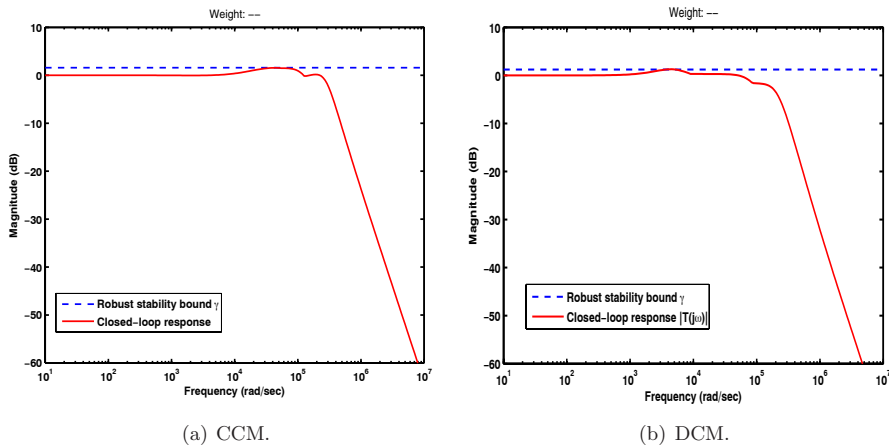 Weight: −−
Magnitude (dB)
10
0
−10
−20
−30
−40
−50
−60
Robust stability bound γ
Closed−loop response
10^1
10^2
10^3
10^4
10^5
10^6
10^7
Frequency (rad/sec)
(a) CCM.
Weight: −−
Magnitude (dB)
10
0
−10
−20
−30
−40
−50
−60
Robust stability bound γ
Closed−loop response |T(jω)|
10^1
10^2
10^3
10^4
10^5
10^6
10^7
Frequency (rad/sec)
(b) DCM.